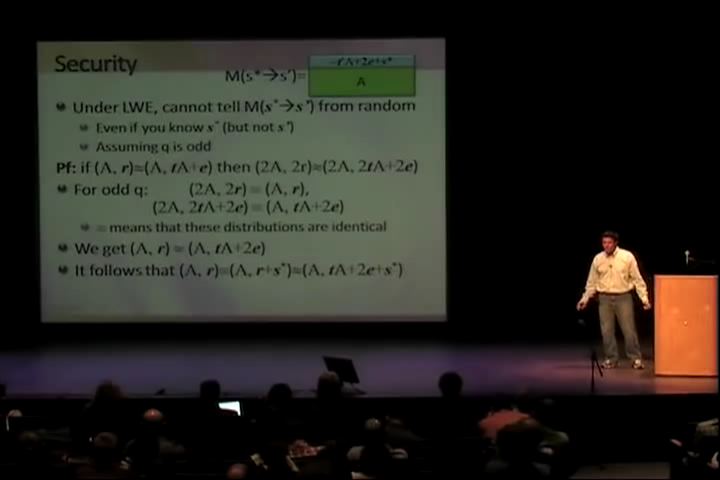 Security
M(s*→s')=
-tA+2e+s*
A
Under LWE, cannot tell M(s*→s') from random
Even if you know s* (but not s')
Assuming q is odd
Pf: if (A, r)≈(A, tA+e) then (2A, 2r)≈(2A, 2tA+2e)
For odd q: (2A, 2r) = (A, r),
(2A, 2tA+2e) = (A, tA+2e)
= means that these distributions are identical
We get (A, r) ≈ (A, tA+2e)
It follows that (A, r)=(A, r+s*)≈(A, tA+2e+s*)